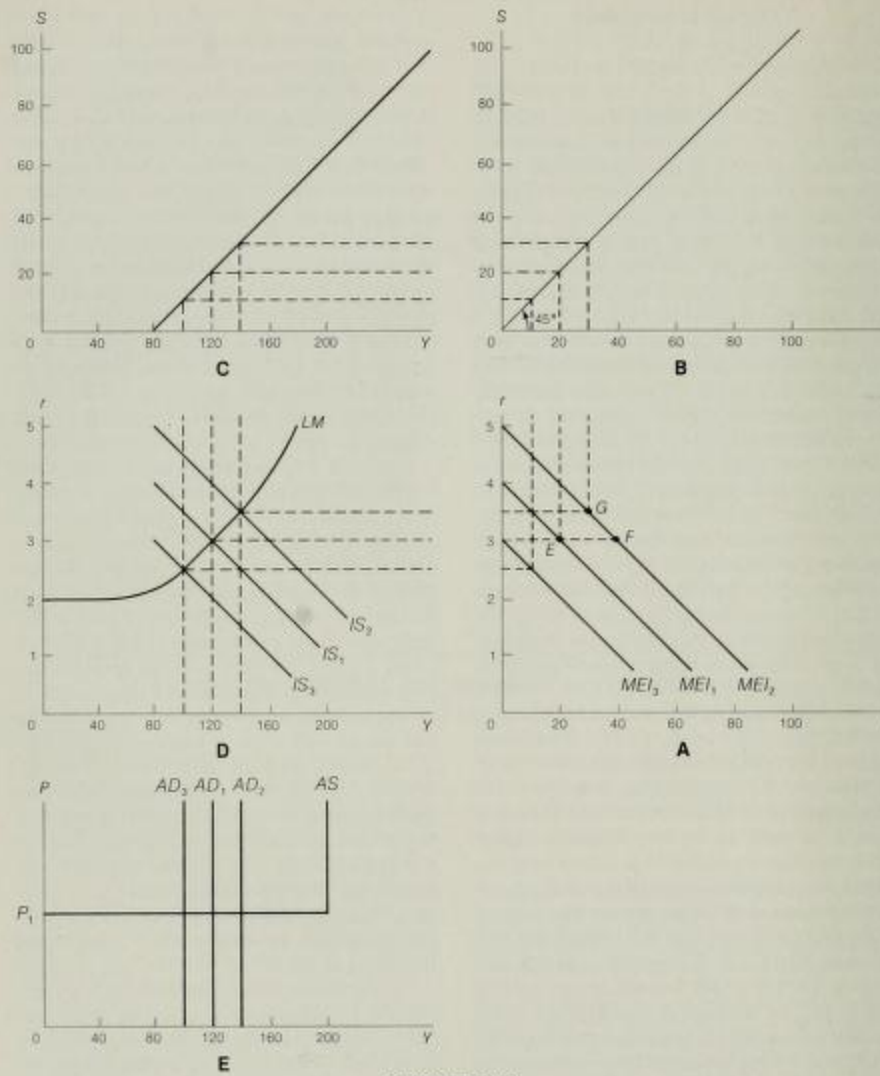 S
100
80
60
40
20
0 40 80 120 160 200 Y
C
S
100
80
60
40
20
0 20 40 60 80 100
45°
B
r
5
4
3
2
1
0 40 80 120 160 200 Y
LM
IS₂
IS₁
IS₃
D
r
5
4
3
2
1
0 20 40 60 80 100
G
F
E
MEI₃ MEI₁ MEI₂
A
P
AD₃ AD₁ AD₂ AS
P₁
0 40 80 120 160 200 Y
E